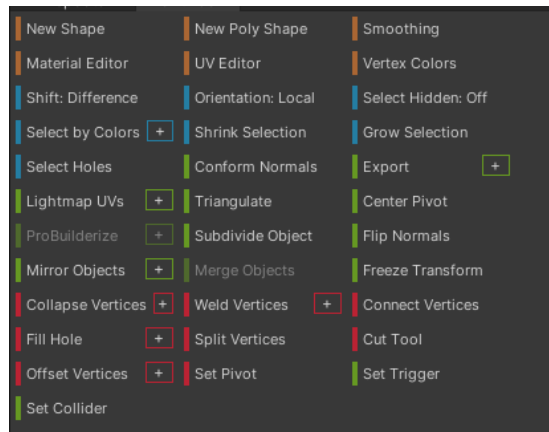 New Shape New Poly Shape Smoothing
Material Editor UV Editor Vertex Colors
Shift: Difference Orientation: Local Select Hidden: Off
Select by Colors + Shrink Selection Grow Selection
Select Holes Conform Normals Export +
Lightmap UVs + Triangulate Center Pivot
ProBuilderize + Subdivide Object Flip Normals
Mirror Objects + Merge Objects Freeze Transform
Collapse Vertices + Weld Vertices + Connect Vertices
Fill Hole + Split Vertices Cut Tool
Offset Vertices + Set Pivot Set Trigger
Set Collider